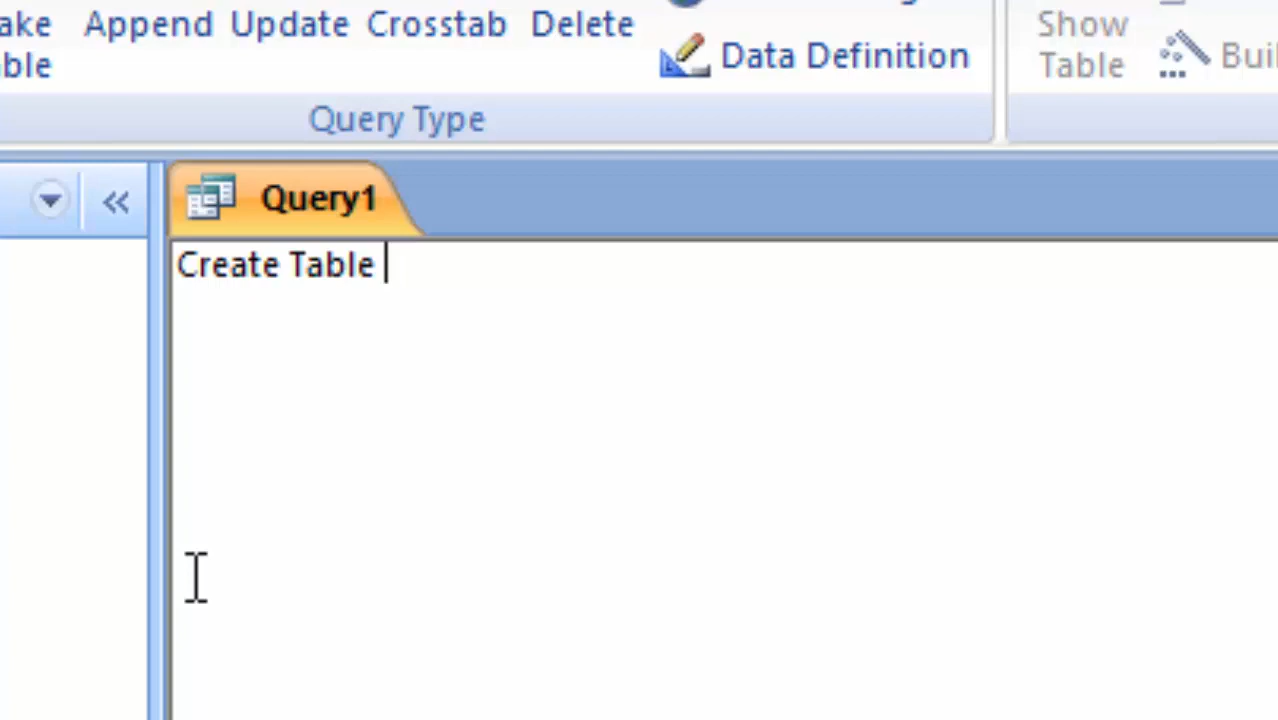 Append Update Crosstab Delete
Data Definition
Show
Table
Query Type
Query1
Create Table